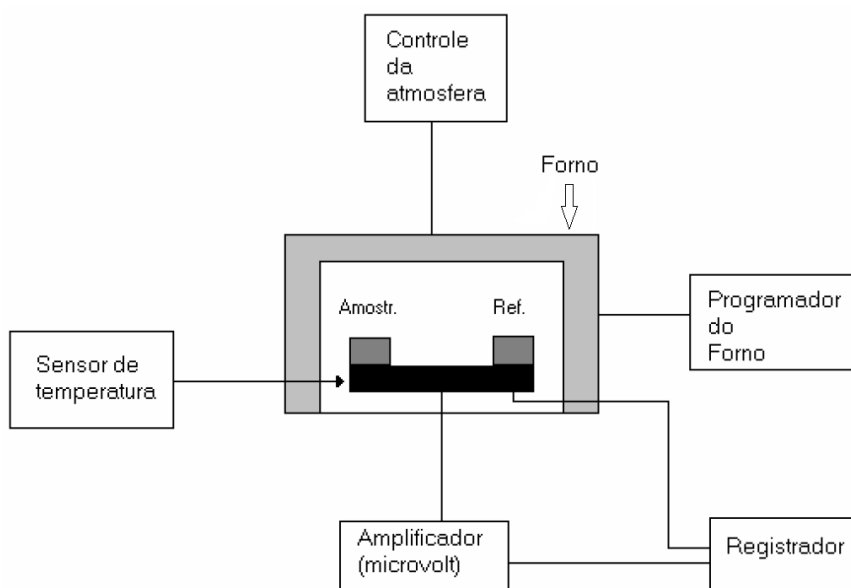 Controle
da
atmosfera
Forno
Amostr.
Ref.
Programador
do
Forno
Sensor de
temperatura
Amplificador
(microvolt)
Registrador